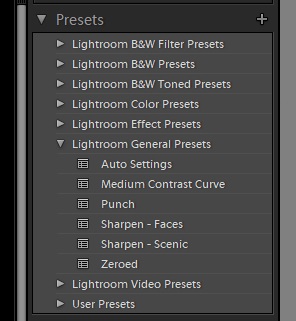 Presets
Lightroom B&W Filter Presets
Lightroom B&W Presets
Lightroom B&W Toned Presets
Lightroom Color Presets
Lightroom Effect Presets
Lightroom General Presets
Auto Settings
Medium Contrast Curve
Punch
Sharpen - Faces
Sharpen - Scenic
Zeroed
Lightroom Video Presets
User Presets